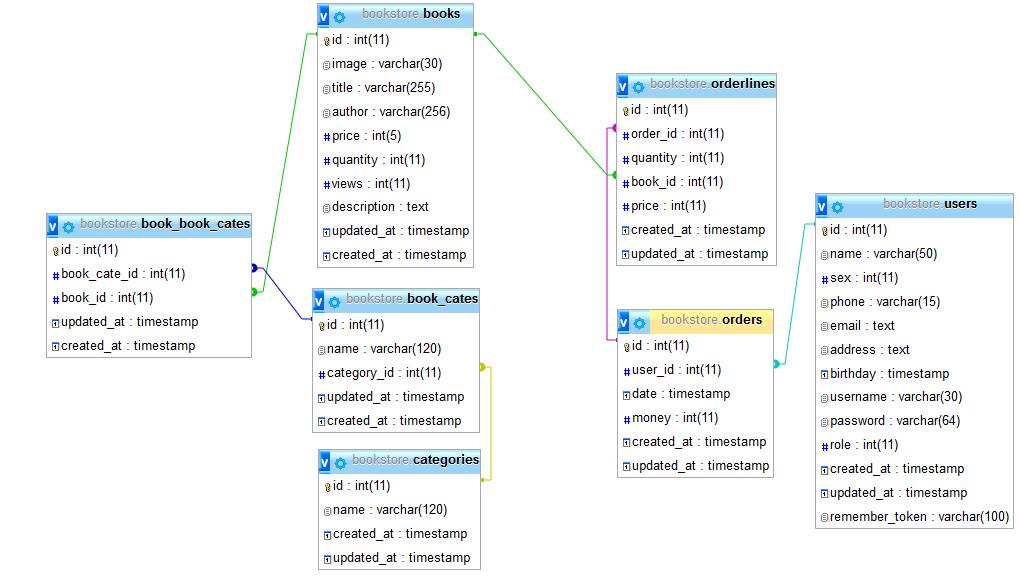 bookstore books
id : int(11)
image : varchar(30)
title : varchar(255)
author : varchar(256)
# price : int(5)
# quantity : int(11)
# views : int(11)
description : text
updated_at : timestamp
created_at : timestamp
bookstore orderlines
id : int(11)
# order_id : int(11)
# quantity : int(11)
# book_id : int(11)
# price : int(11)
created_at : timestamp
updated_at : timestamp
bookstore users
id : int(11)
name : varchar(50)
# sex : int(11)
phone : varchar(15)
email : text
address : text
birthday : timestamp
username : varchar(30)
password : varchar(64)
# role : int(11)
created_at : timestamp
updated_at : timestamp
remember_token : varchar(100)
bookstore book_book_cates
id : int(11)
# book_cate_id : int(11)
# book_id : int(11)
updated_at : timestamp
created_at : timestamp
bookstore book_cates
id : int(11)
name : varchar(120)
# category_id : int(11)
updated_at : timestamp
created_at : timestamp
bookstore orders
id : int(11)
# user_id : int(11)
date : timestamp
# money : int(11)
created_at : timestamp
updated_at : timestamp
bookstore categories
id : int(11)
name : varchar(120)
created_at : timestamp
updated_at : timestamp